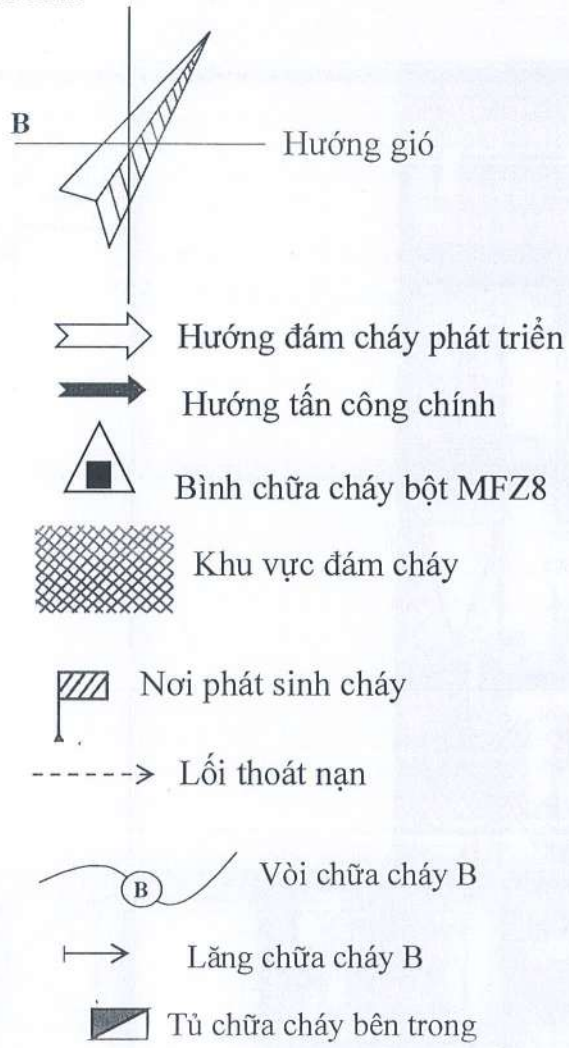 B
Hướng gió
Hướng đám cháy phát triển
Hướng tấn công chính
Bình chữa cháy bột MFZ8
Khu vực đám cháy
Nơi phát sinh cháy
Lối thoát nạn
B
Vòi chữa cháy B
Lăng chữa cháy B
Tủ chữa cháy bên trong